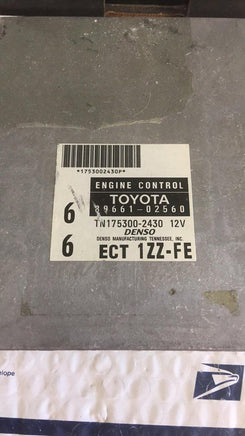 *1753002430P*
ENGINE CONTROL
TOYOTA
6 89661-02560
TN175300-2430 12V
DENSO
6 DENSO MANUFACTURING TENNESSEE, INC.
ECT 1ZZ-FE
elope